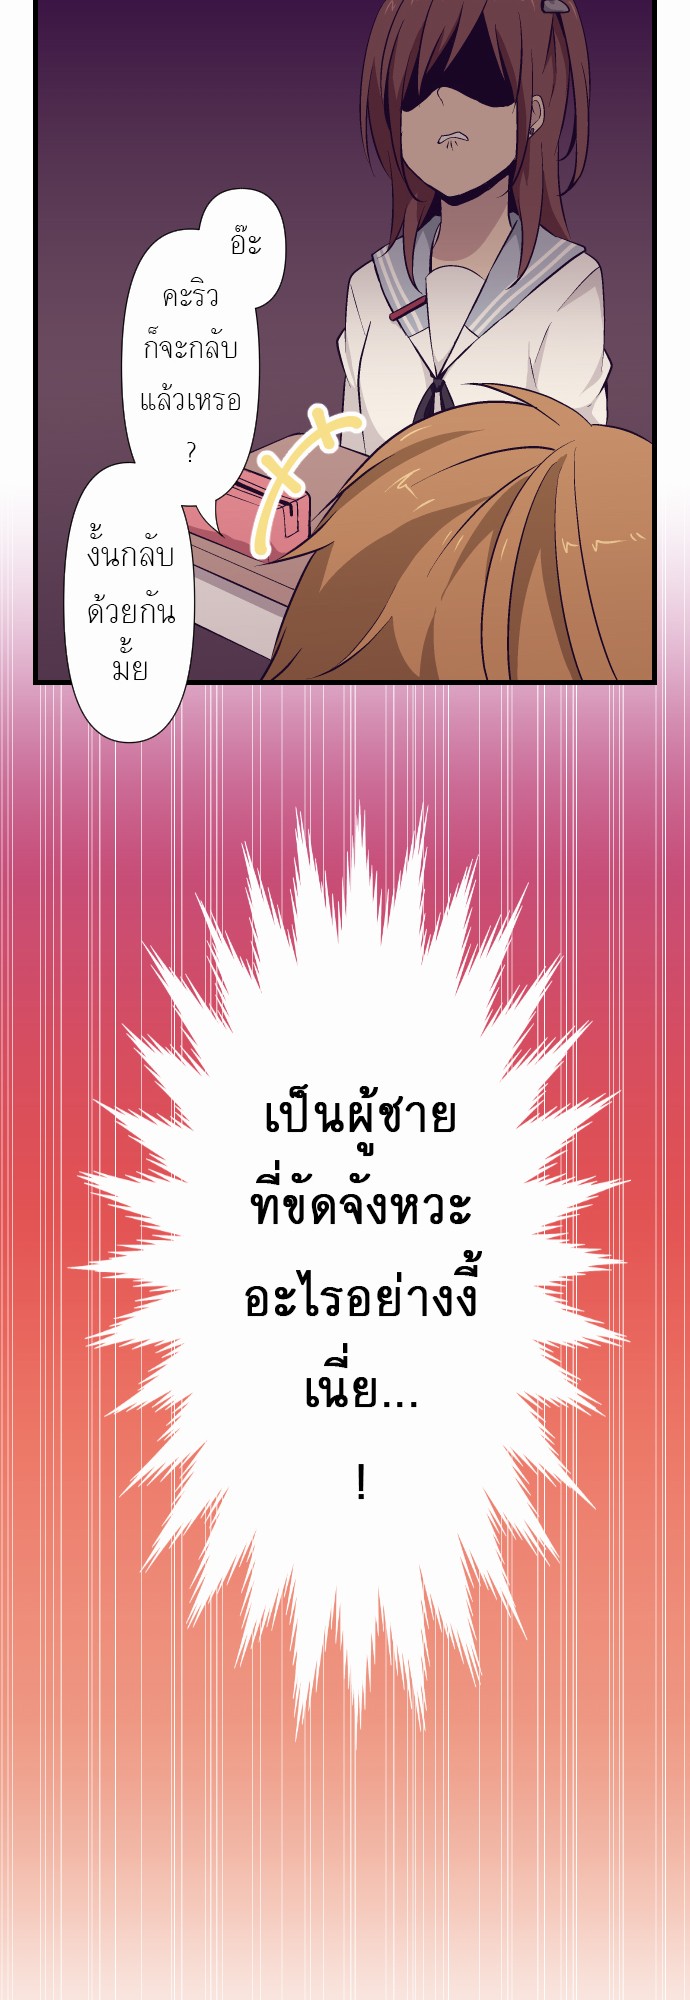 อ๊ะ
คะริว
ก็จะกลับ
แล้วเหรอ
?
งั้นกลับ
ด้วยกัน
มั้ย
เป็นผู้ชาย
ที่ขัดจังหวะ
อะไรอย่างงี้
เนี่ย...
!